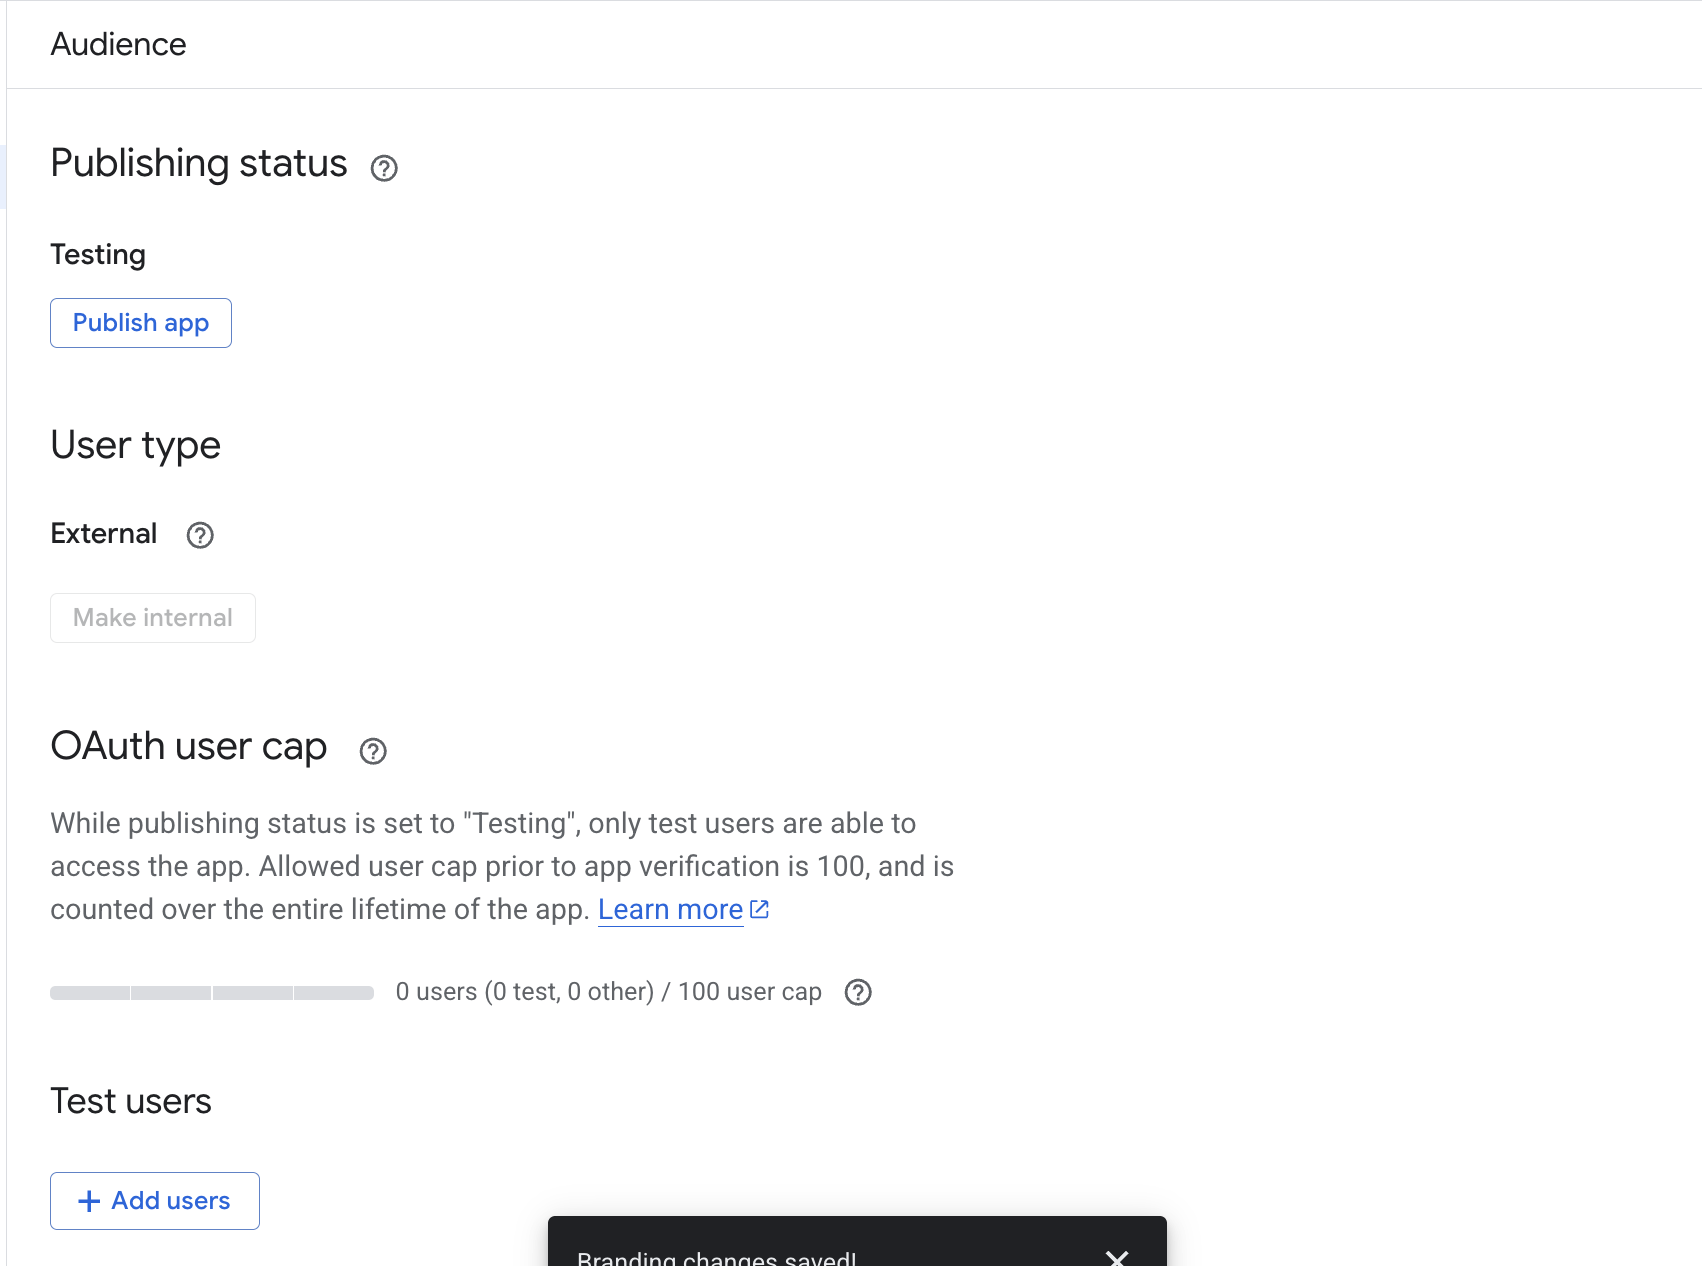 Audience
Publishing status
Testing
Publish app
User type
External
Make internal
OAuth user cap
While publishing status is set to "Testing", only test users are able to
access the app. Allowed user cap prior to app verification is 100, and is
counted over the entire lifetime of the app. Learn more
0 users (0 test, 0 other) / 100 user cap
Test users
+ Add users
Branding changes saved!